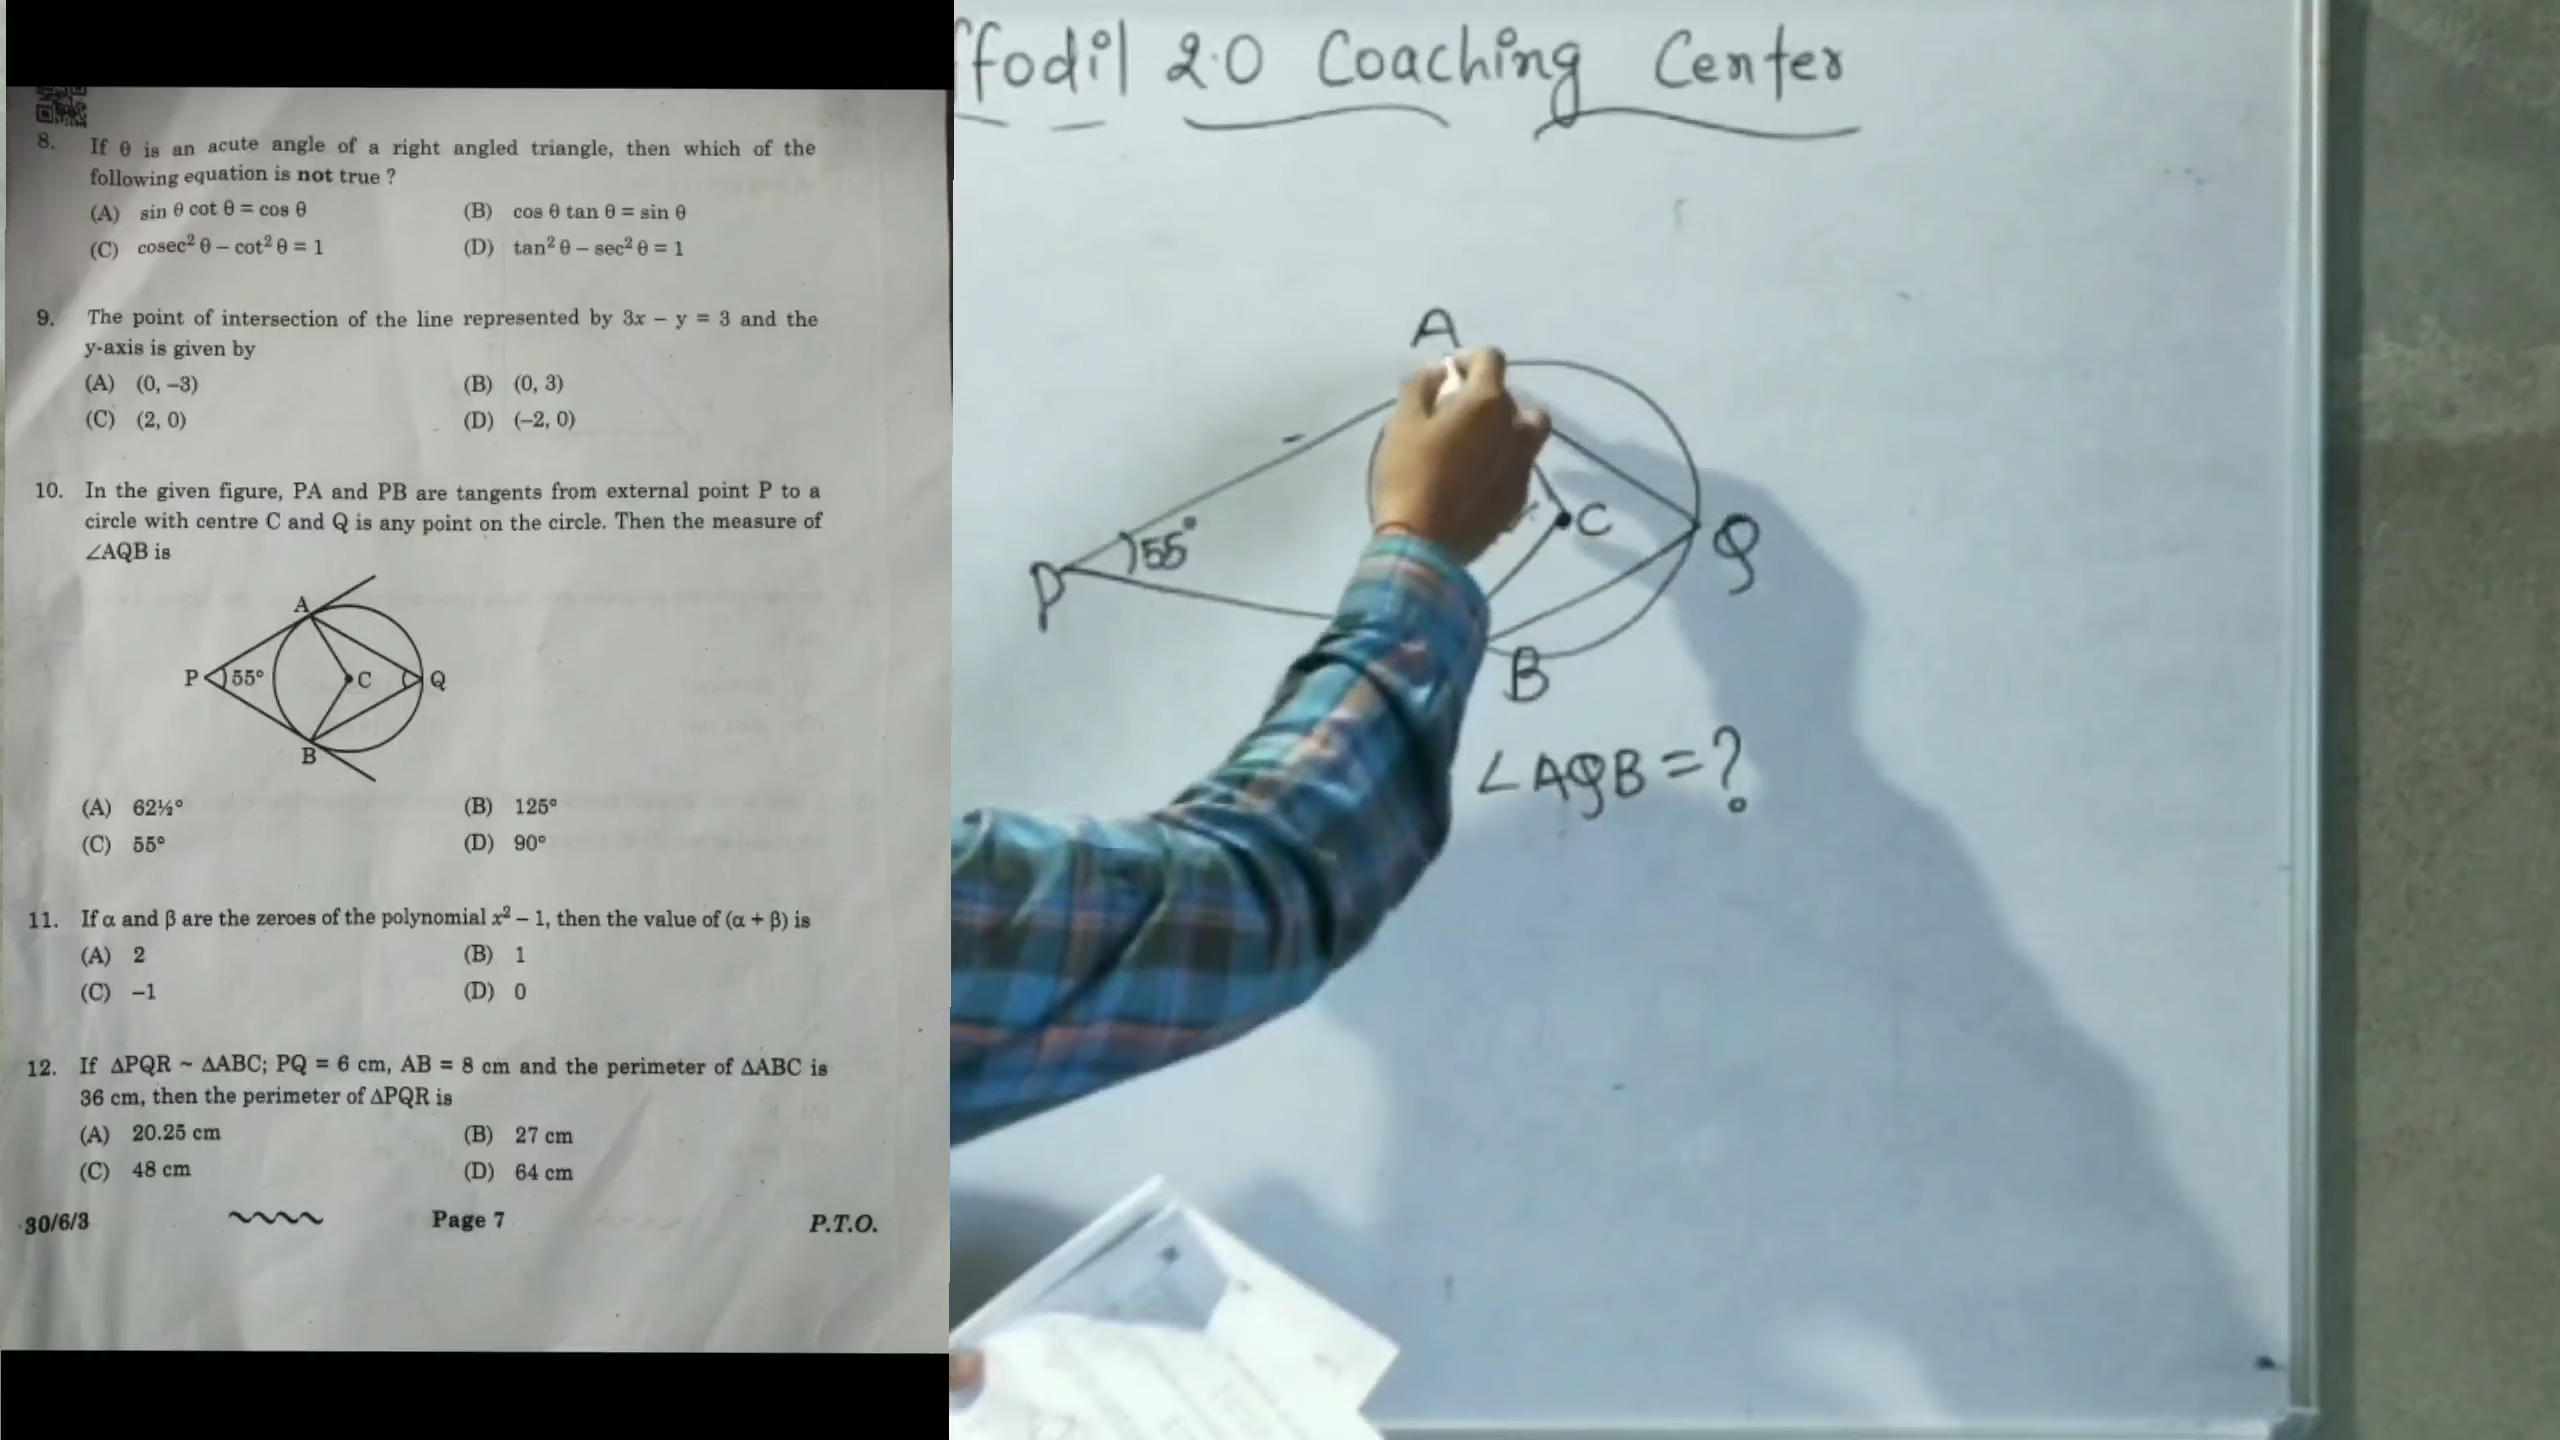 8. If θ is an acute angle of a right angled triangle, then which of the
following equation is not true ?
(A) sin θ cot θ = cos θ (B) cos θ tan θ = sin θ
(C) cosec² θ – cot² θ = 1 (D) tan² θ – sec² θ = 1
9. The point of intersection of the line represented by 3x – y = 3 and the
y-axis is given by
(A) (0, –3) (B) (0, 3)
(C) (2, 0) (D) (–2, 0)
10. In the given figure, PA and PB are tangents from external point P to a
circle with centre C and Q is any point on the circle. Then the measure of
∠AQB is
A
P 55° C Q
B
(A) 62½° (B) 125°
(C) 55° (D) 90°
11. If α and β are the zeroes of the polynomial x² – 1, then the value of (α + β) is
(A) 2 (B) 1
(C) –1 (D) 0
12. If ΔPQR ~ ΔABC; PQ = 6 cm, AB = 8 cm and the perimeter of ΔABC is
36 cm, then the perimeter of ΔPQR is
(A) 20.25 cm (B) 27 cm
(C) 48 cm (D) 64 cm
30/6/3 Page 7 P.T.O.
ffodil 2.0 Coaching Center
A
P 55° C Q
B
∠AQB = ?